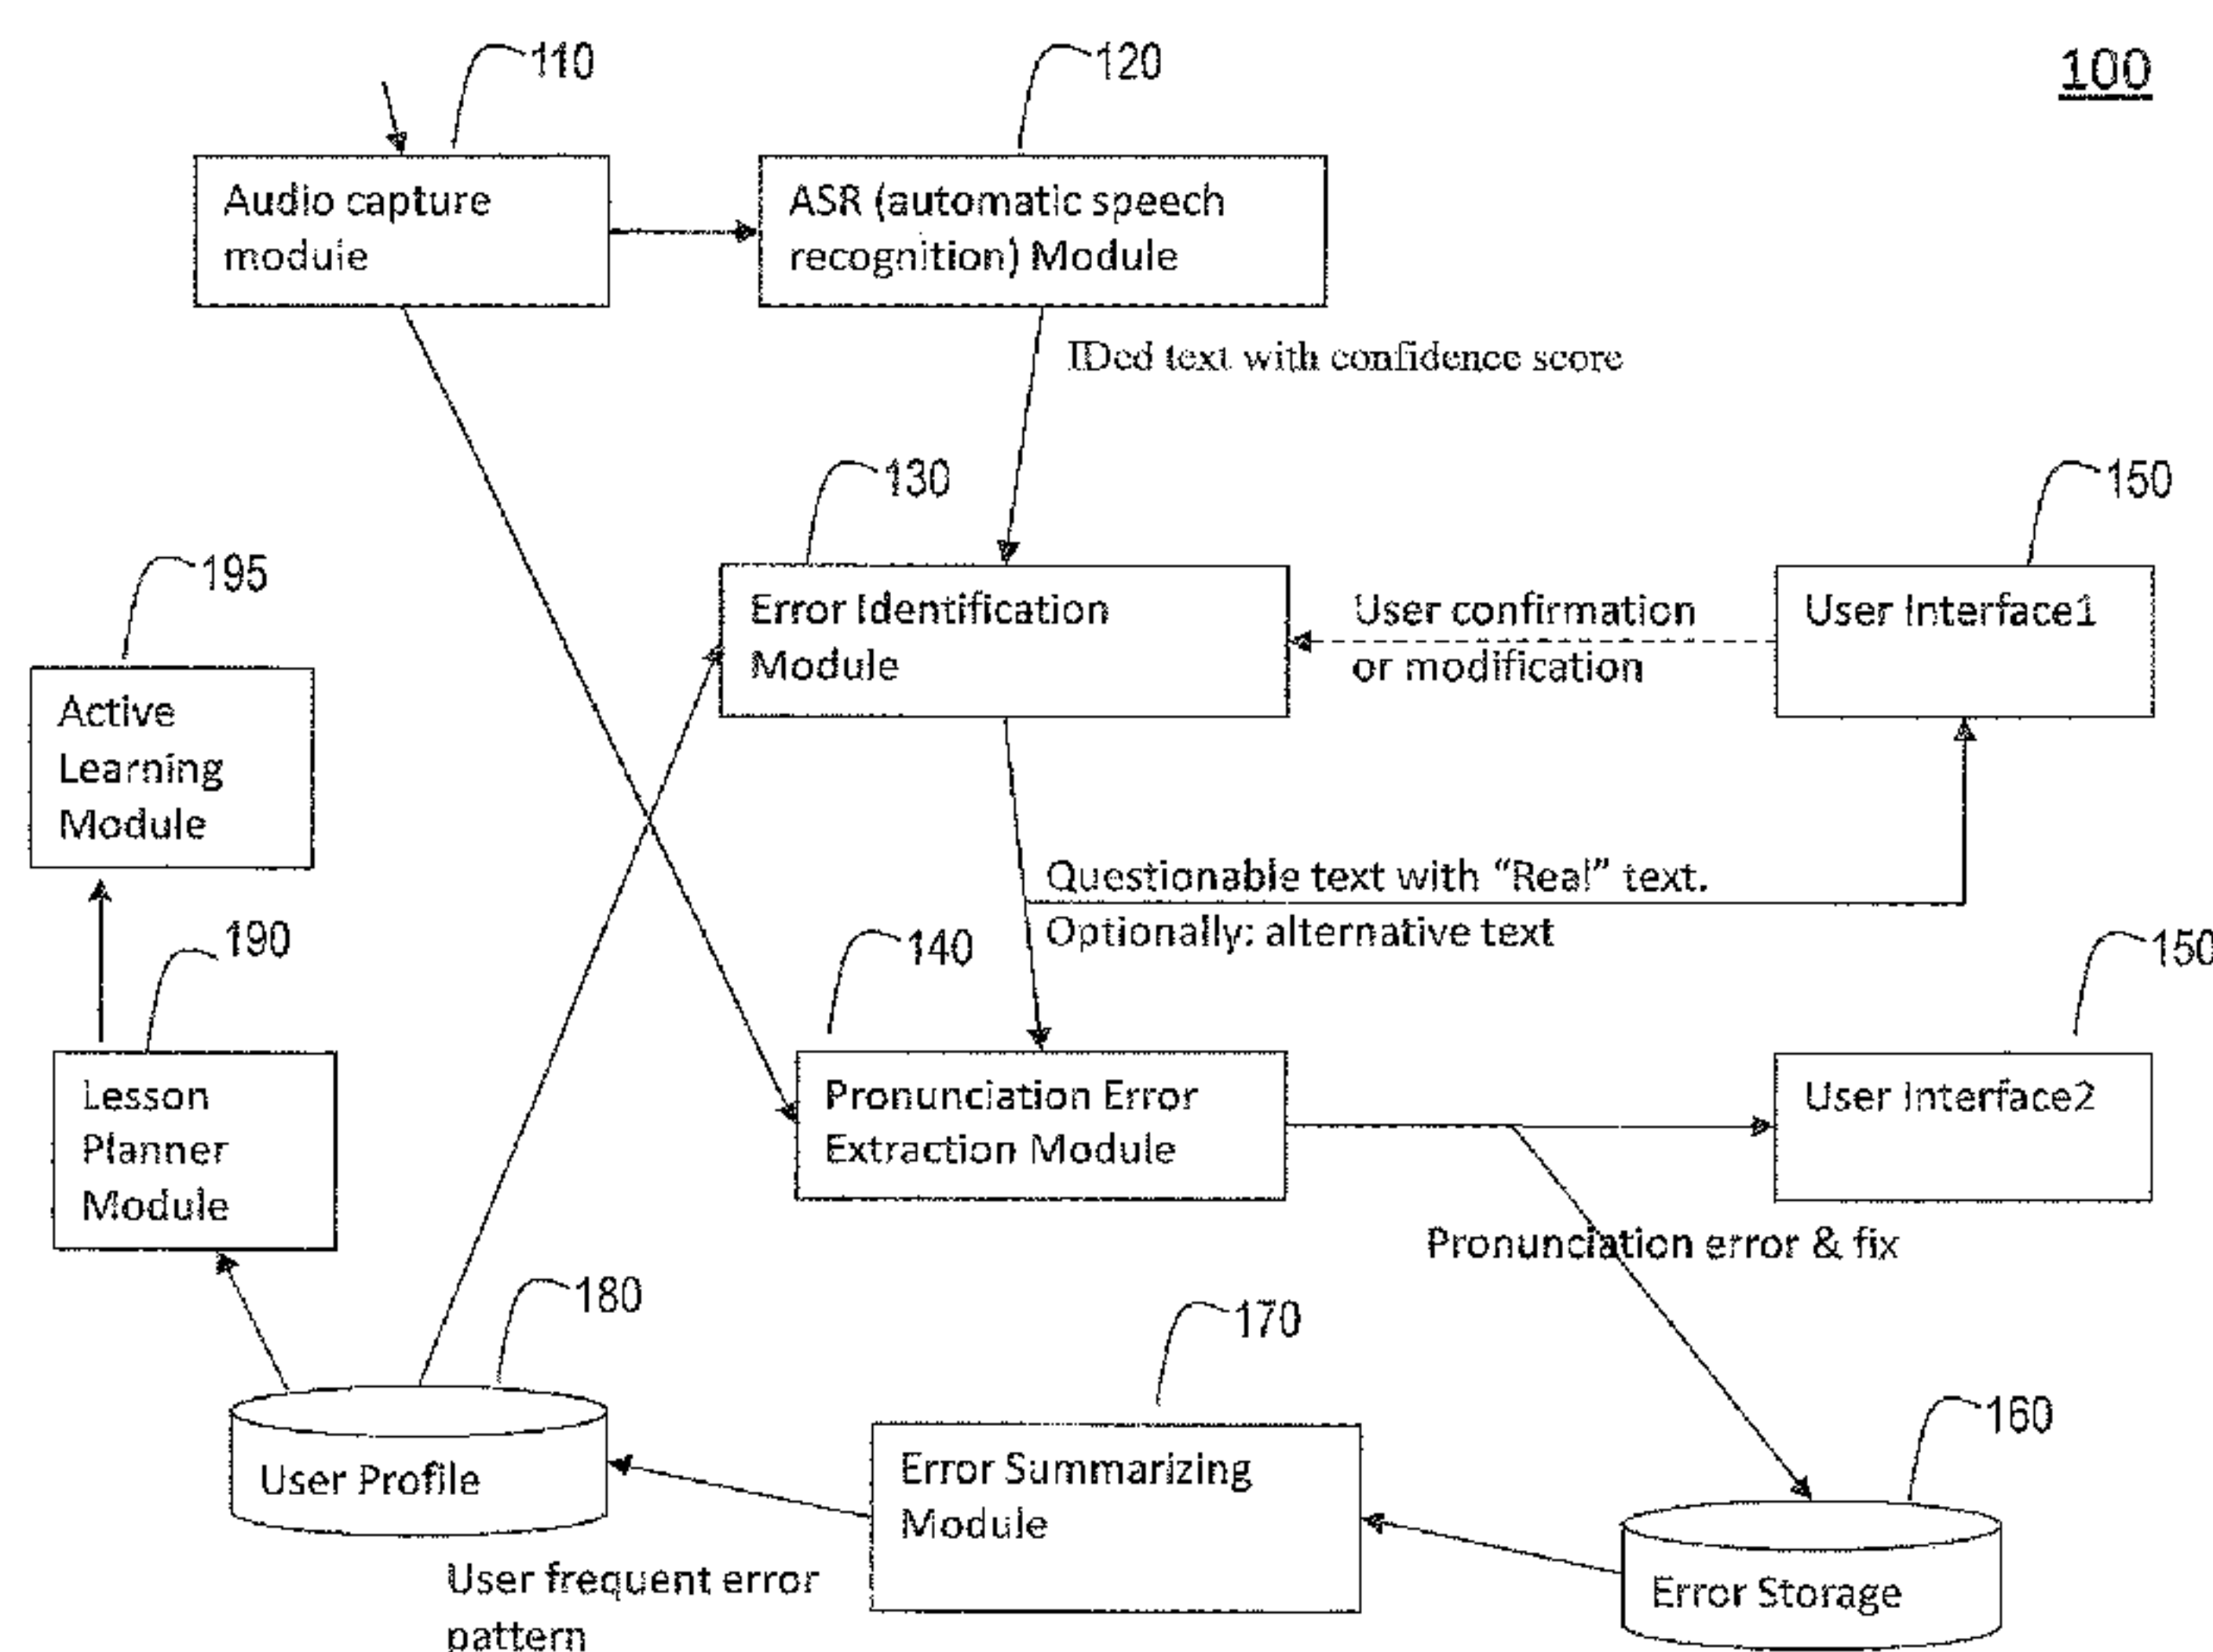 110
120
100
Audio capture
module
ASR (automatic speech
recognition) Module
IDed text with confidence score
130
150
195
Error Identification
Module
User confirmation
or modification
User Interface1
Active
Learning
Module
Questionable text with “Real” text.
Optionally: alternative text
190
140
150
Lesson
Planner
Module
Pronunciation Error
Extraction Module
User Interface2
Pronunciation error & fix
180
170
160
User Profile
Error Summarizing
Module
Error Storage
User frequent error
pattern